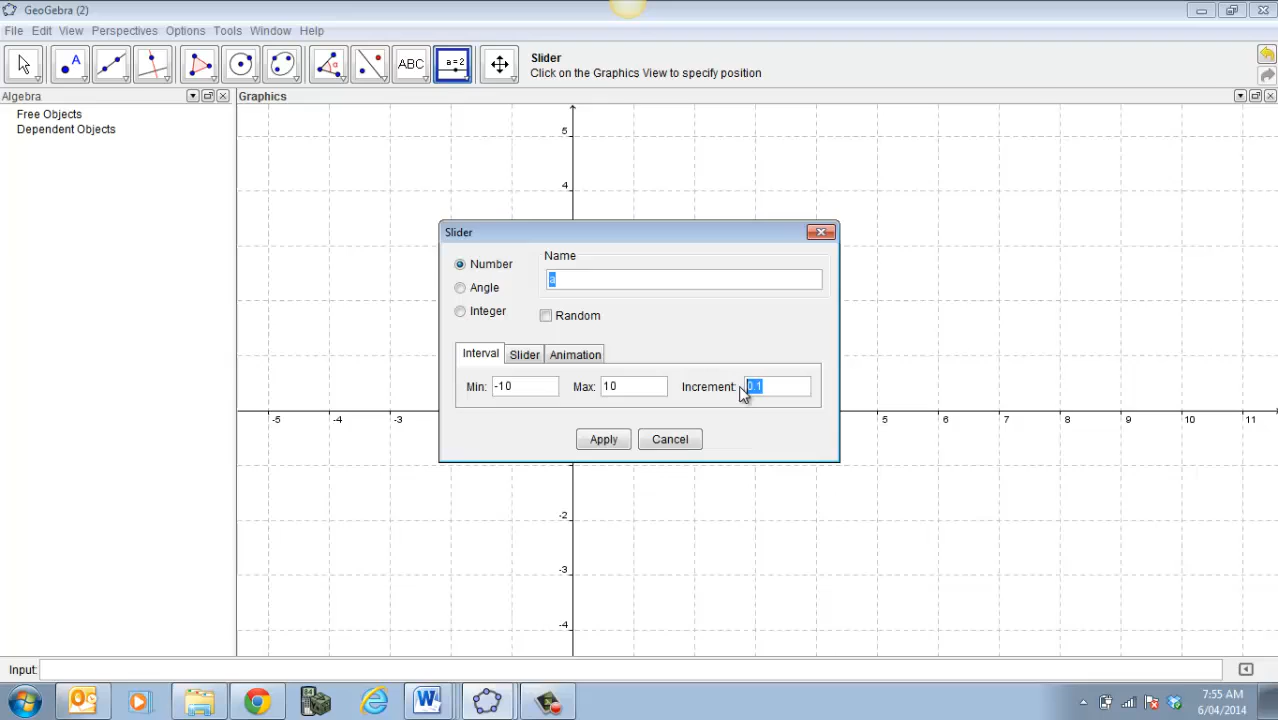 GeoGebra (2)
File Edit View Perspectives Options Tools Window Help
A
ABC
a=2
Slider
Click on the Graphics View to specify position
Algebra
Graphics
Free Objects
Dependent Objects
5
4
Slider
Number
Angle
Integer
Name
a
Random
Interval Slider Animation
Min: -10 Max: 10 Increment: 0.1
Apply Cancel
-5 -4 -3 5 6 7 8 9 10 11
-2
-3
-4
Input:
7:55 AM
6/04/2014